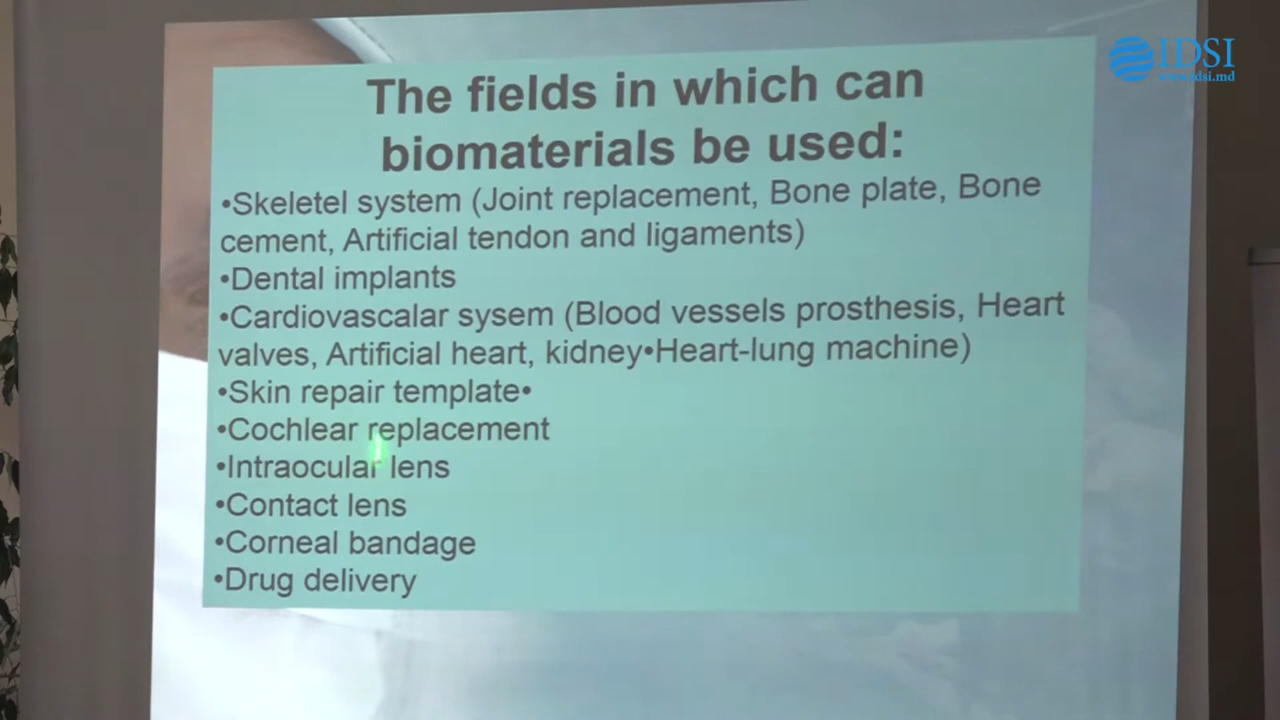 IDSI
www.idsi.md
The fields in which can
biomaterials be used:
•Skeletel system (Joint replacement, Bone plate, Bone
cement, Artificial tendon and ligaments)
•Dental implants
•Cardiovascalar sysem (Blood vessels prosthesis, Heart
valves, Artificial heart, kidney•Heart-lung machine)
•Skin repair template•
•Cochlear replacement
•Intraocular lens
•Contact lens
•Corneal bandage
•Drug delivery